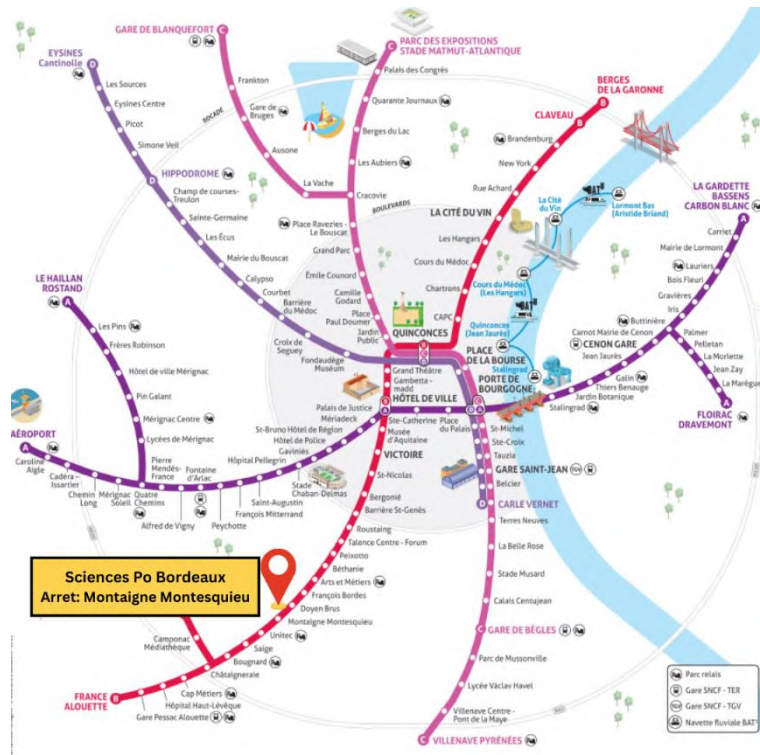 GARE DE BLANQUEFORT
PARC DES EXPOSITIONS
STADE MATMUT-ATLANTIQUE
EYSINES
Cantinolle
Palais des Congrès
BERGES
DE LA GARONNE
Les Sources
Frankton
Quarante Journaux
CLAVEAU
Eysines Centre
Gare de
Bruges
BOCADE
Picot
Berges du Lac
Brandenburg
Simone Veil
Ausone
Les Aubiers
New York
HIPPODROME
La Vache
Cracovie
Rue Achard
La Cité
du Vin
Lormont Bas
(Aristide Briand)
LA GARDETTE
BASSENS
CARBON BLANC
Champ de courses-
Treulon
BOULEVARDS
LA CITÉ DU VIN
Sainte-Germaine
Place Ravezies -
Le Bouscat
Carriet
Les Écus
Grand Parc
Les Hangars
Mairie de Lormont
Mairie du Bouscat
Émile Counord
Cours du Médoc
Lauriers
Calypso
Camille
Godard
Cours du Médoc
(Les Hangars)
Bois Fleuri
LE HAILLAN
ROSTAND
Courbet
Chartrons
Gravières
Barrière
du Médoc
Place
Paul Doumer
CAPC
Iris
Les Pins
Croix de
Seguey
Jardin
Public
QUINCONCES
Quinconces
(Jean Jaurès)
Buttinière
Frères Robinson
Fondaudège
Muséum
PLACE
DE LA BOURSE
Carnot Mairie de Cenon
Palmer
CENON GARE
Pelletan
Hôtel de ville Mérignac
Grand Théâtre
Stalingrad
Jean Jaurès
La Morlette
Gambetta-
madd
PORTE DE
BOURGOGNE
Galin
Jean Zay
Pin Galant
HÔTEL DE VILLE
Thiers Benauge
La Marègue
Palais de Justice
Jardin Botanique
Mérignac Centre
Mériadeck
Ste-Catherine
Stalingrad
FLOIRAC
DRAVEMONT
St-Bruno Hôtel de Région
Musée
d'Aquitaine
Place
du Palais
St-Michel
AÉROPORT
Lycées de Mérignac
Hôtel de Police
Ste-Croix
Gaviniès
VICTOIRE
Tauzia
Caroline
Aigle
Pierre
Mendès-
France
Fontaine
d'Arlac
Hôpital Pellegrin
GARE SAINT-JEAN
TGV
Cadéra-
Issartier
Stade
Chaban-Delmas
St-Nicolas
Belcier
Chemin
Long
Mérignac
Soleil
Quatre
Chemins
Saint-Augustin
Bergonié
CARLE VERNET
François Mitterrand
Barrière St-Genès
Alfred de Vigny
Peychotte
Terres Neuves
Roustaing
Talence Centre - Forum
La Belle Rose
Peixotto
Sciences Po Bordeaux
Arret: Montaigne Montesquieu
Béthanie
Arts et Métiers
Stade Musard
François Bordes
Doyen Brus
Calais Centujean
Montaigne Montesquieu
Camponac
Médiathèque
Unitec
GARE DE BÈGLES
Saige
Bougnard
Parc de Mussonville
Châtaigneraie
FRANCE
ALOUETTE
Cap Métiers
Lycée Václav Havel
Hôpital Haut-Lévêque
Gare Pessac Alouette
Villenave Centre -
Pont de la Maye
VILLENAVE PYRÉNÉES
Parc relais
Gare SNCF - TER
TGV Gare SNCF - TGV
Navette fluviale BAT³